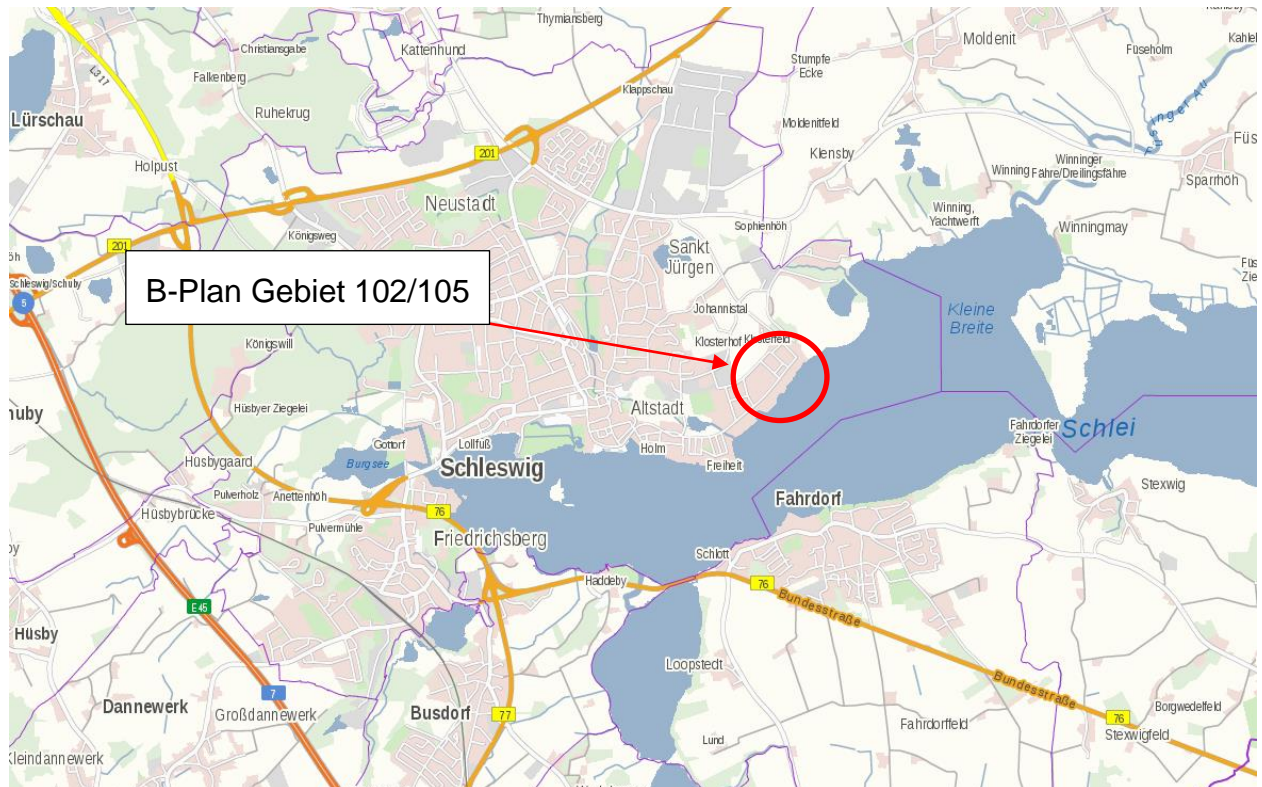 Thymiansberg
Moldenit
Füseholm
Christiansgabe
Kattenhund
L317
Stumpfe
Ecke
Falkenberg
Klappschau
Lürschau
Ruhekrug
Moldenitfeld
Füs
201
Klensby
Holpust
Winning
Winninger
Fähre/Dreilingsfähre
Sparrhöh
Neustadt
Winning,
Yachtwerft
Königsweg
Sophienhöh
Winningmay
201
Sankt
Jürgen
B-Plan Gebiet 102/105
Schleswig/Schuby
5
Johannistal
Kleine
Breite
Königswill
Klosterhof
Klosterfeld
Hüsbyer Ziegelei
Altstadt
Fahrdorfer
Ziegelei
Schlei
Gottorf
Lollfuß
Holm
Burgsee
Schleswig
Freiheit
Hüsbygaard
Stexwig
Pulverholz
Annettenhöh
Fahrdorf
Hüsbybrücke
76
Pulvermühle
Friedrichsberg
Schlott
Haddeby
76
Bundesstraße
E45
Hüsby
Loopstedt
Bundesstraße
7
Dannewerk
Großdannewerk
Busdorf
77
Borgwedelfeld
76
Fahrdorffeld
Stexwigfeld
Lund
Kleindannewerk